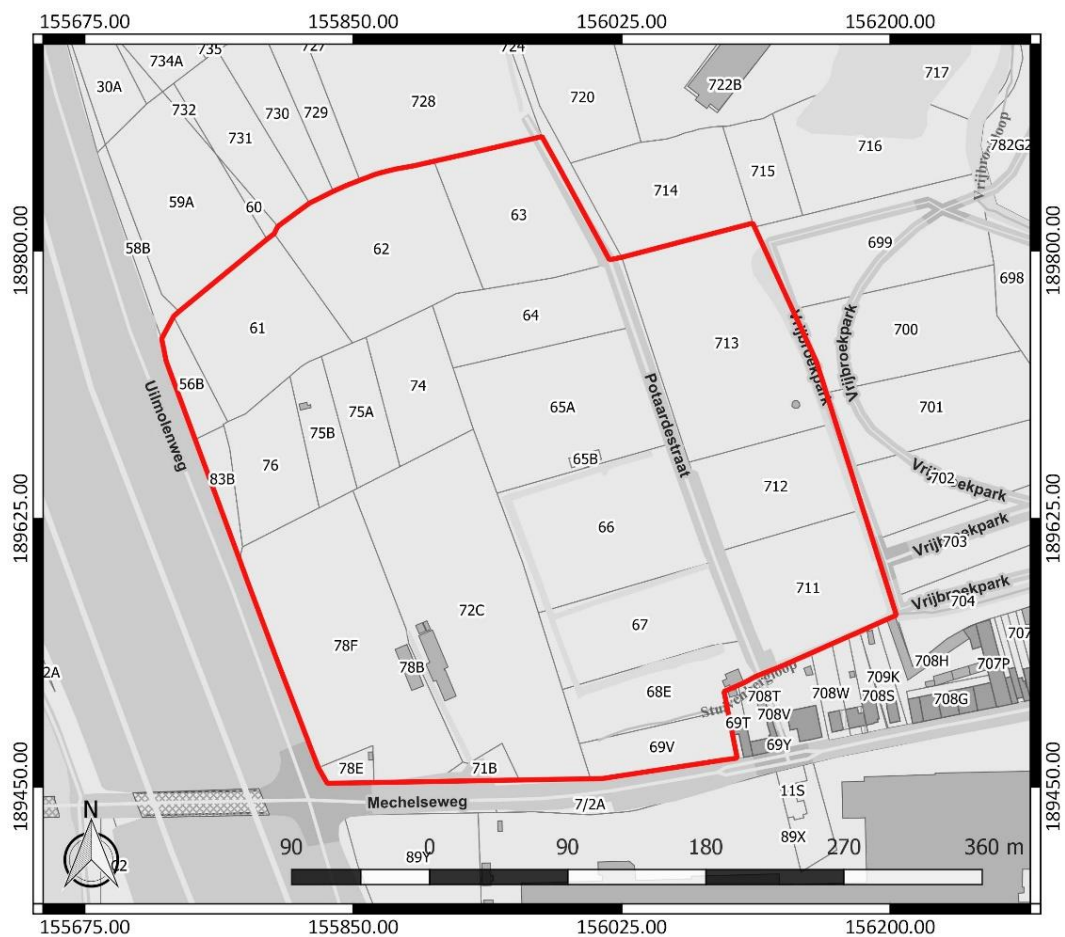 155675.00 155850.00 156025.00 156200.00
734A 735 727 724
30A 728 720 722B 717
732 730 729
731 716 782G2
715
59A 60 714 Vrijbroekloop
63
62 699
58B
189800.00 189800.00
698
61 64 713 700
Vrijbroekpark Vrijbroekpark
56B 74
75A 65A 701
Uilmolenweg 75B Potaardestraat
76 65B
83B 712 Vrijbroekpark
702
189625.00 189625.00
66 Vrijbroekpark
703
711 Vrijbroekpark
72C 704
67
78F 707
2A 78B 708H 707P
68E 709K
Stuivenbergloop 708T 708W 708S 708G
69T 708V
69V 69Y
78E 71B
189450.00 189450.00
Mechelseweg 7/2A 11S
N
89X
89Y
90 0 90 180 270 360 m
155675.00 155850.00 156025.00 156200.00